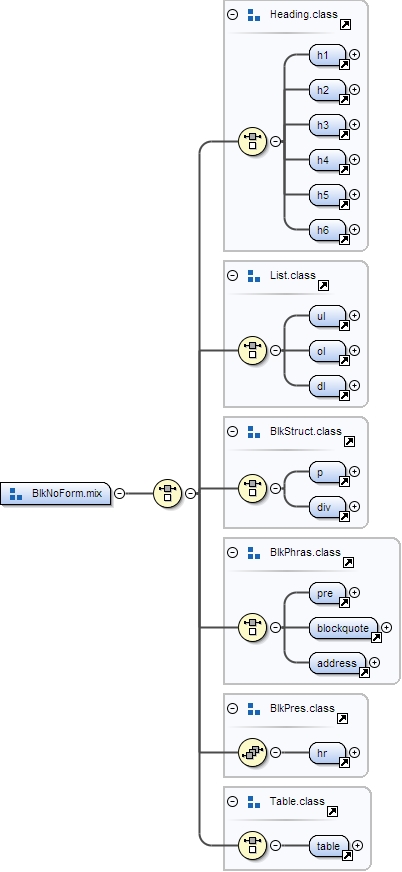 Heading.class
h1
h2
h3
h4
h5
h6
List.class
ul
ol
dl
BlkStruct.class
p
div
BlkNoForm.mix
BlkPhras.class
pre
blockquote
address
BlkPres.class
hr
Table.class
table